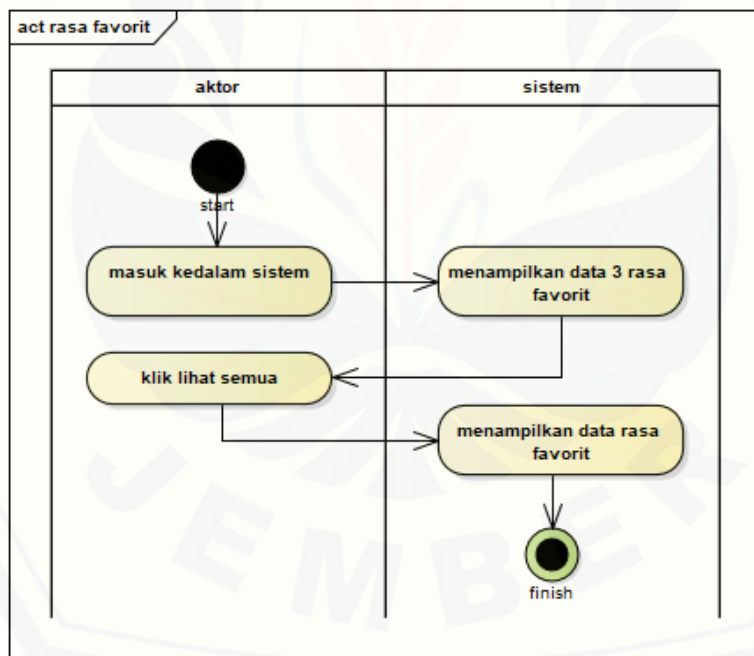 act rasa favorit
aktor
sistem
start
masuk kedalam sistem
menampilkan data 3 rasa
favorit
klik lihat semua
menampilkan data rasa
favorit
finish
JEMBER